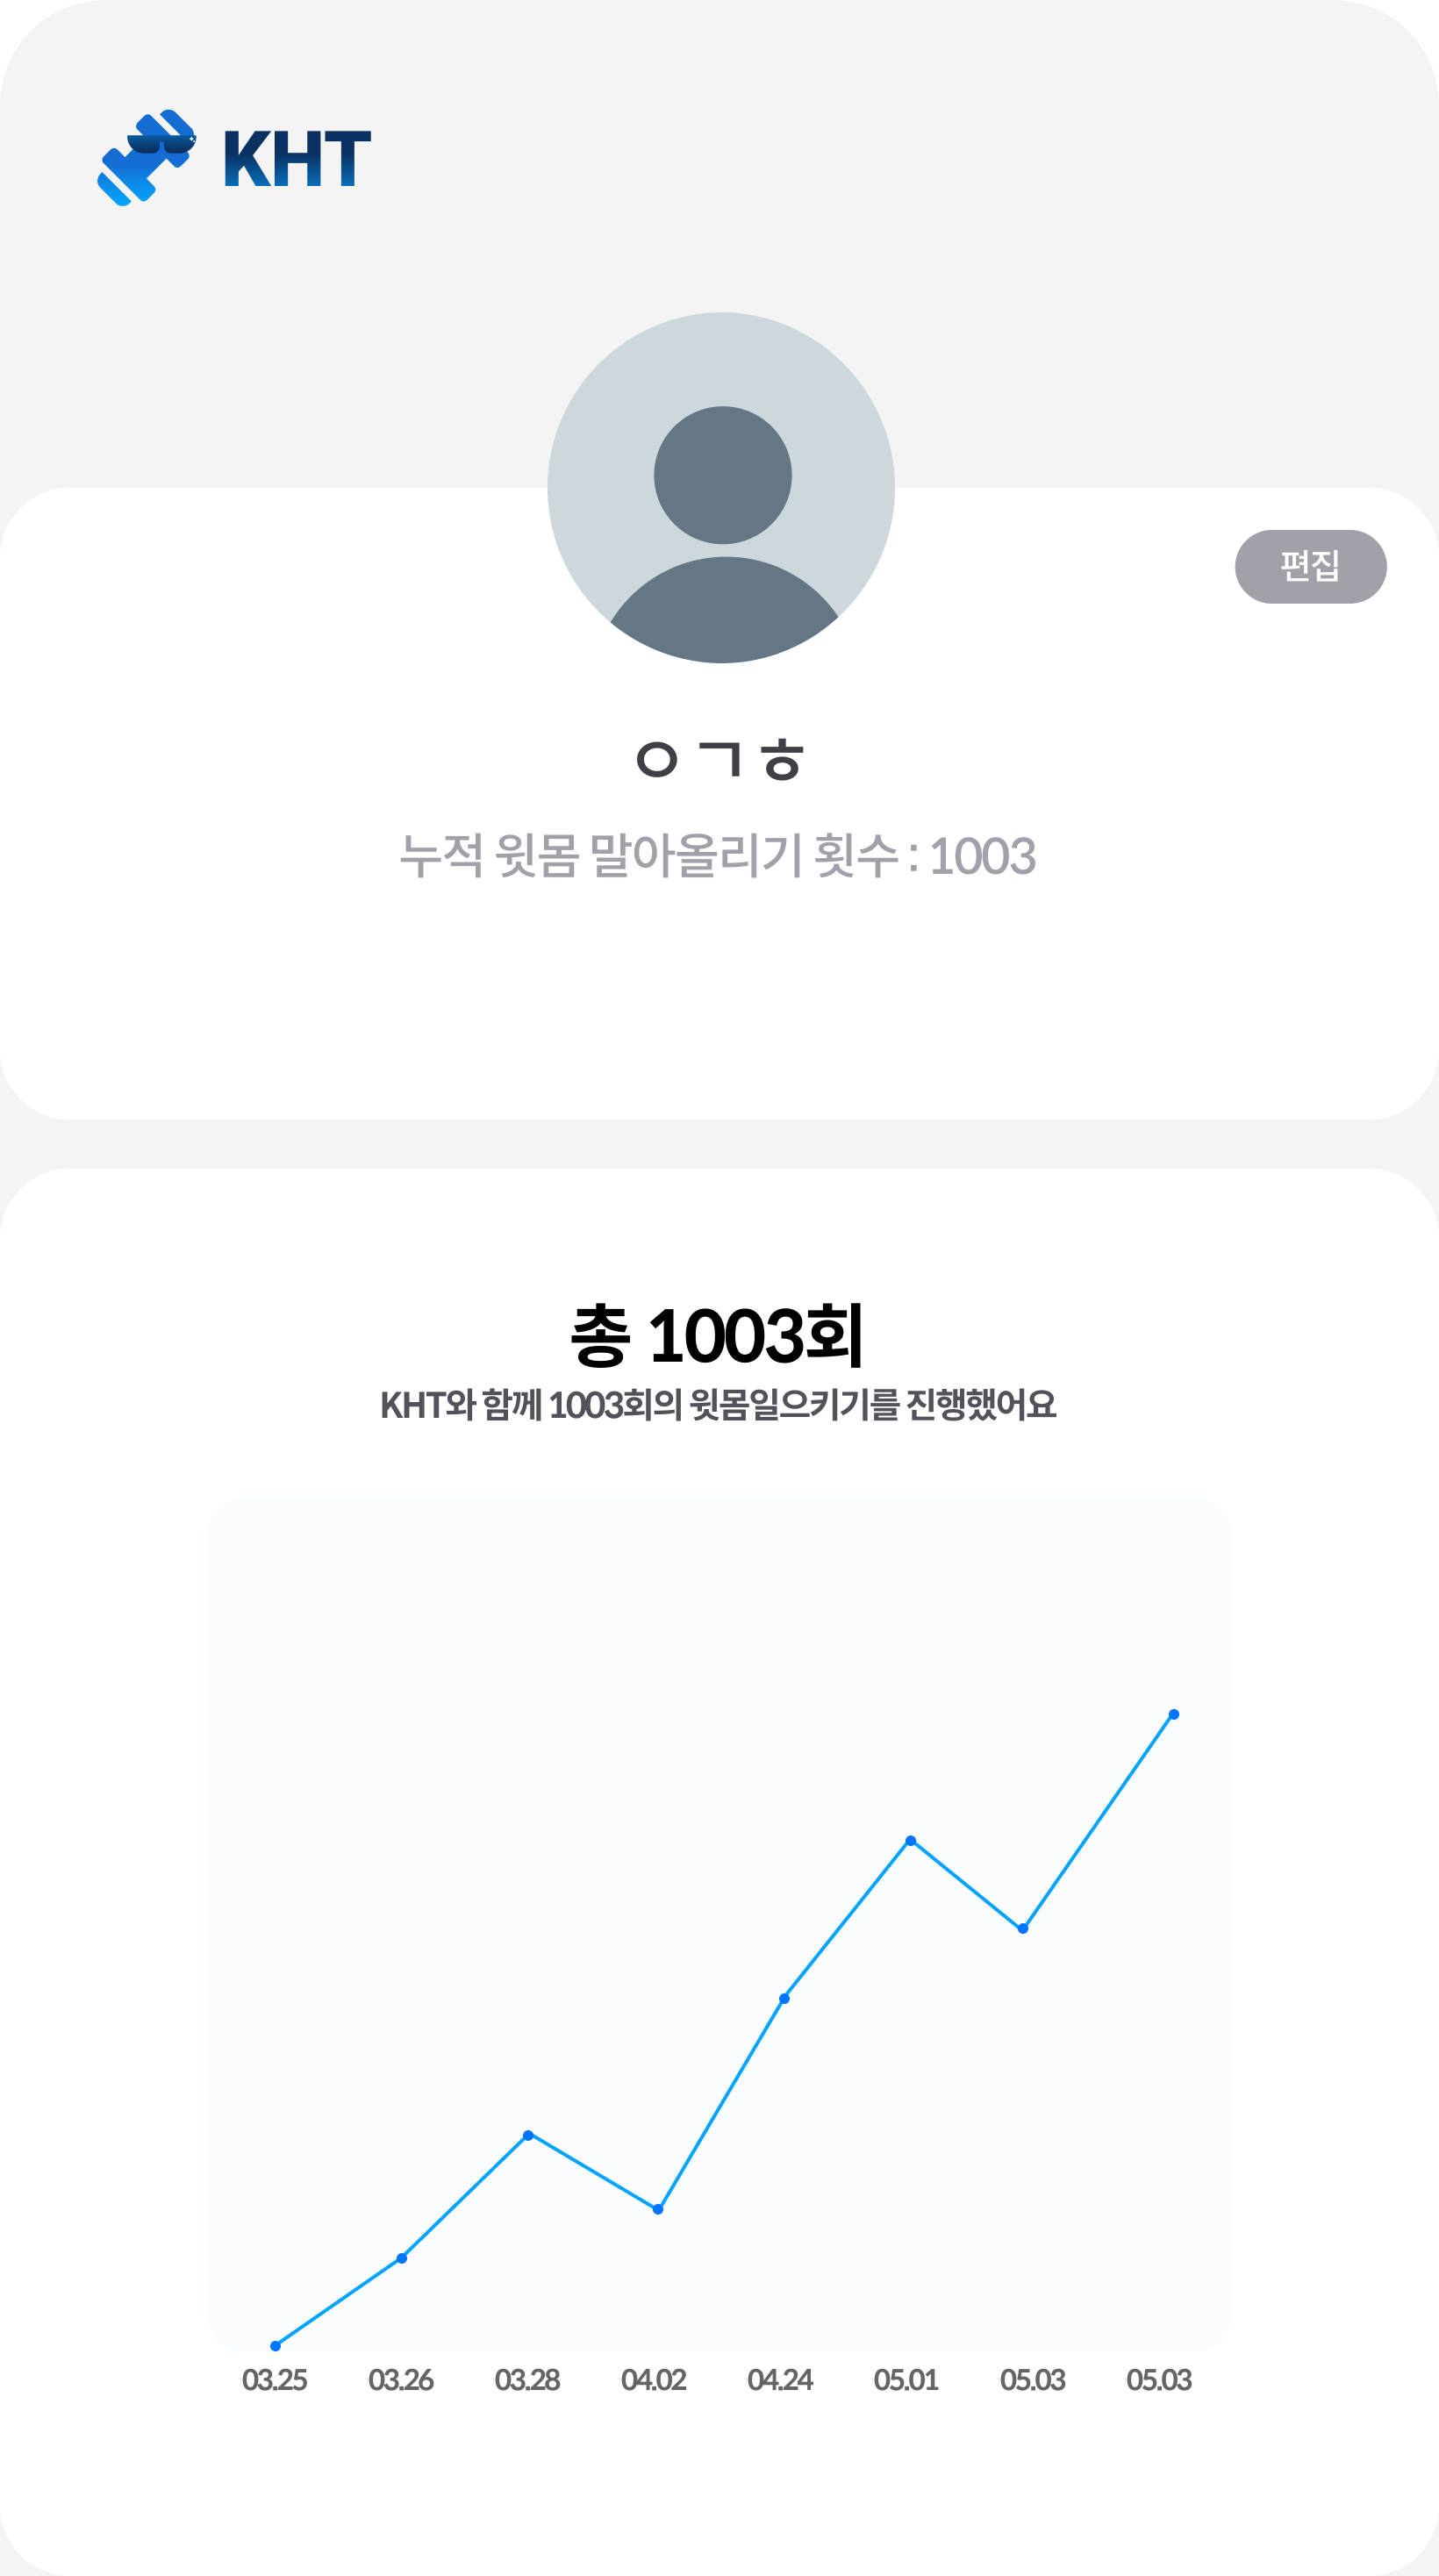 KHT
편집
ㅇㄱㅎ
누적 윗몸 말아올리기 횟수 : 1003
총 1003회
KHT와 함께 1003회의 윗몸일으키기를 진행했어요
03.25 03.26 03.28 04.02 04.24 05.01 05.03 05.03